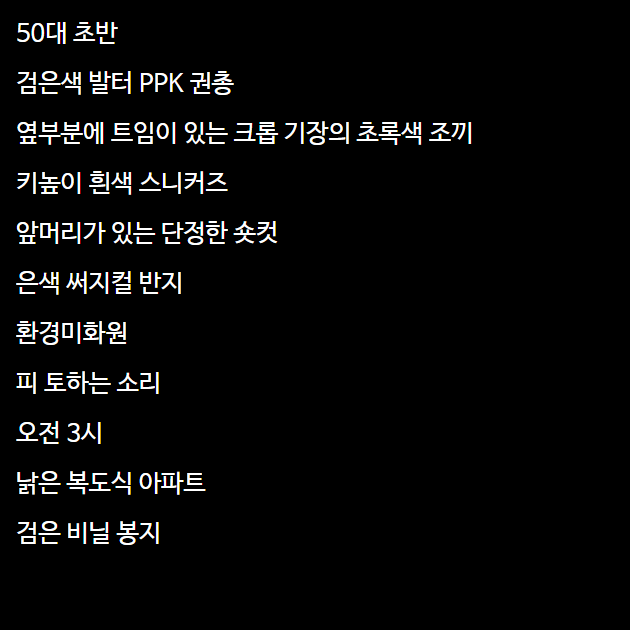 50대 초반
검은색 발터 PPK 권총
옆부분에 트임이 있는 크롭 기장의 초록색 조끼
키높이 흰색 스니커즈
앞머리가 있는 단정한 숏컷
은색 써지컬 반지
환경미화원
피 토하는 소리
오전 3시
낡은 복도식 아파트
검은 비닐 봉지